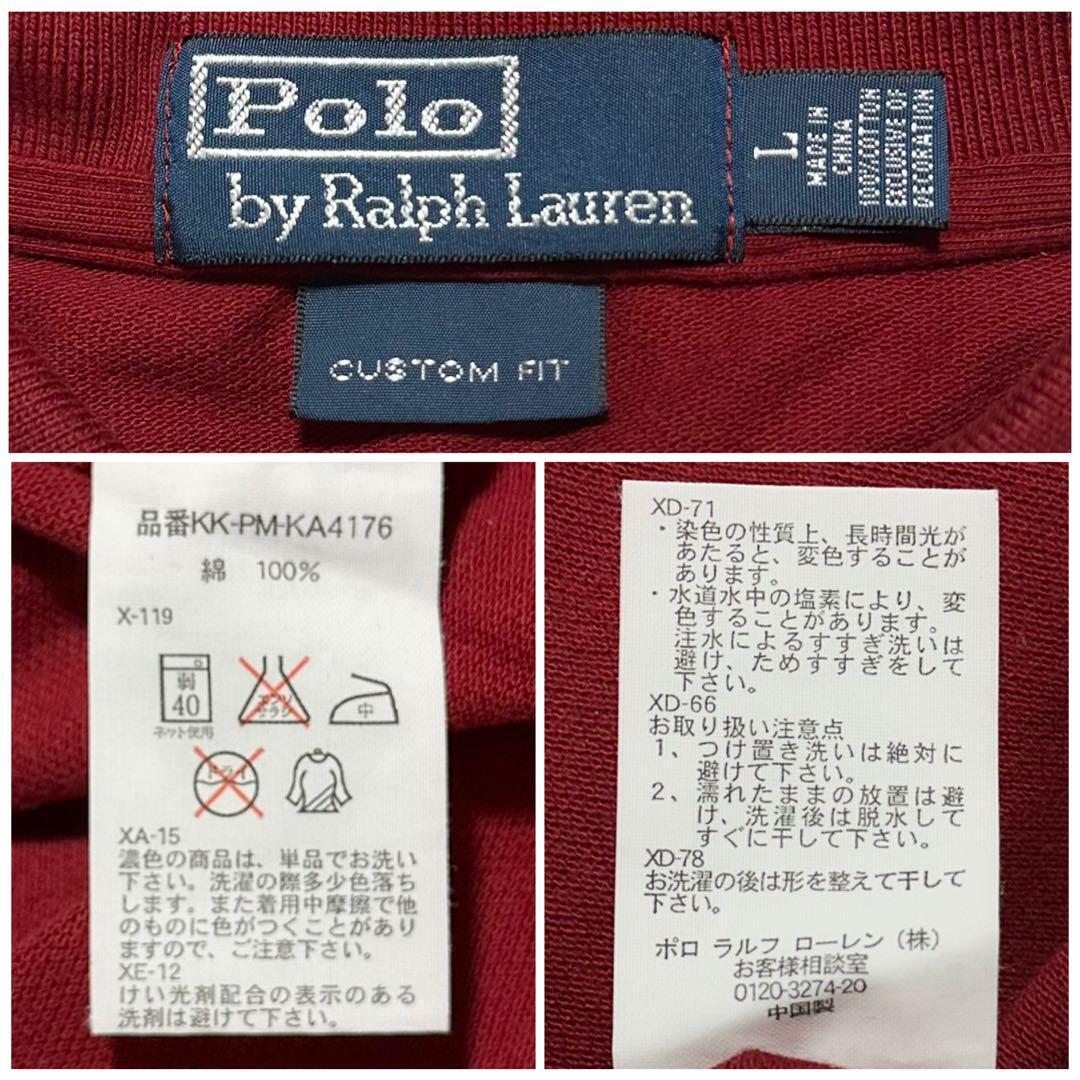 Polo
by Ralph Lauren
L
MADE IN
CHINA
100% COTTON
EXCLUSIVE OF
DECORATION
CUSTOM FIT
品番KK-PM-KA4176
綿 100%
X-119
弱
40
ネット使用
エンソ
サラシ
中
ドライ
XA-15
濃色の商品は、単品でお洗い
下さい。洗濯の際多少色落ち
します。また着用中摩擦で他
のものに色がつくことがあり
ますので、ご注意下さい。
XE-12
けい光剤配合の表示のある
洗剤は避けて下さい。
XD-71
・染色の性質上、長時間光が
あたると、変色することが
あります。
・水道水中の塩素により、変
色することがあります。
注水によるすすぎ洗いは
避け、ためすすぎをして
下さい。
XD-66
お取り扱い注意点
1、つけ置き洗いは絶対に
避けて下さい。
2、濡れたままの放置は避
け、洗濯後は脱水して
すぐに干して下さい。
XD-78
お洗濯の後は形を整えて干して
下さい。
ポロ ラルフ ローレン(株)
お客様相談室
0120-3274-20
中国製